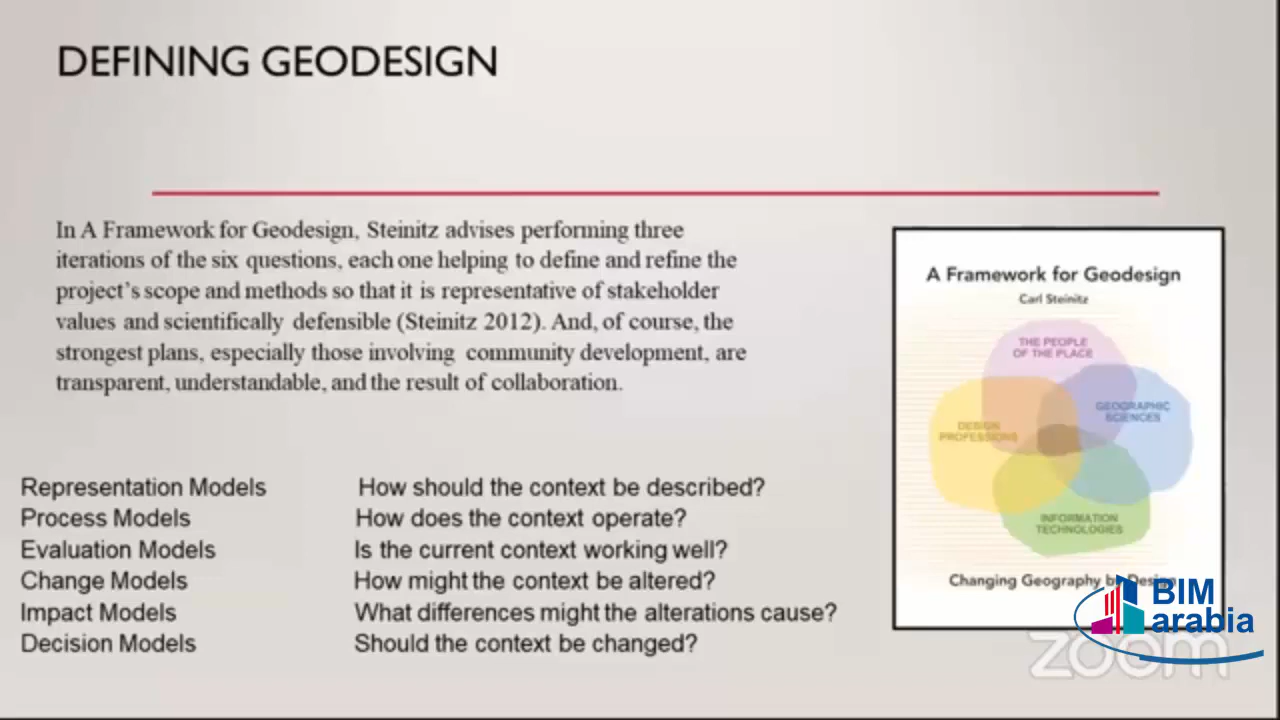 DEFINING GEODESIGN
In A Framework for Geodesign, Steinitz advises performing three
iterations of the six questions, each one helping to define and refine the
project's scope and methods so that it is representative of stakeholder
values and scientifically defensible (Steinitz 2012). And, of course, the
strongest plans, especially those involving community development, are
transparent, understandable, and the result of collaboration.
Representation Models How should the context be described?
Process Models How does the context operate?
Evaluation Models Is the current context working well?
Change Models How might the context be altered?
Impact Models What differences might the alterations cause?
Decision Models Should the context be changed?
A Framework for Geodesign
Carl Steinitz
THE PEOPLE
OF THE PLACE
GEOGRAPHIC
SCIENCES
DESIGN
PROFESSIONS
INFORMATION
TECHNOLOGIES
Changing Geography by Design
BIM
arabia
zoom